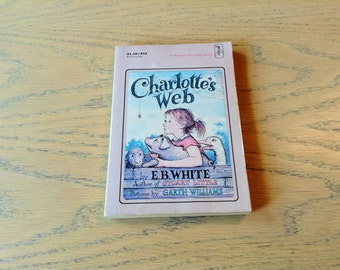 Charlotte's
Web
by E.B. WHITE
Author of STUART LITTLE
Pictures by GARTH WILLIAMS